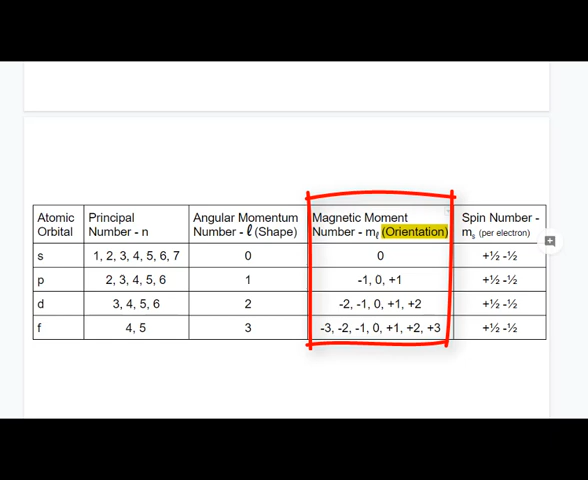 Atomic Orbital | Principal Number - n | Angular Momentum Number - ℓ (Shape) | Magnetic Moment Number - mℓ (Orientation) | Spin Number - ms (per electron)
s | 1, 2, 3, 4, 5, 6, 7 | 0 | 0 | +½ -½
p | 2, 3, 4, 5, 6 | 1 | -1, 0, +1 | +½ -½
d | 3, 4, 5, 6 | 2 | -2, -1, 0, +1, +2 | +½ -½
f | 4, 5 | 3 | -3, -2, -1, 0, +1, +2, +3 | +½ -½